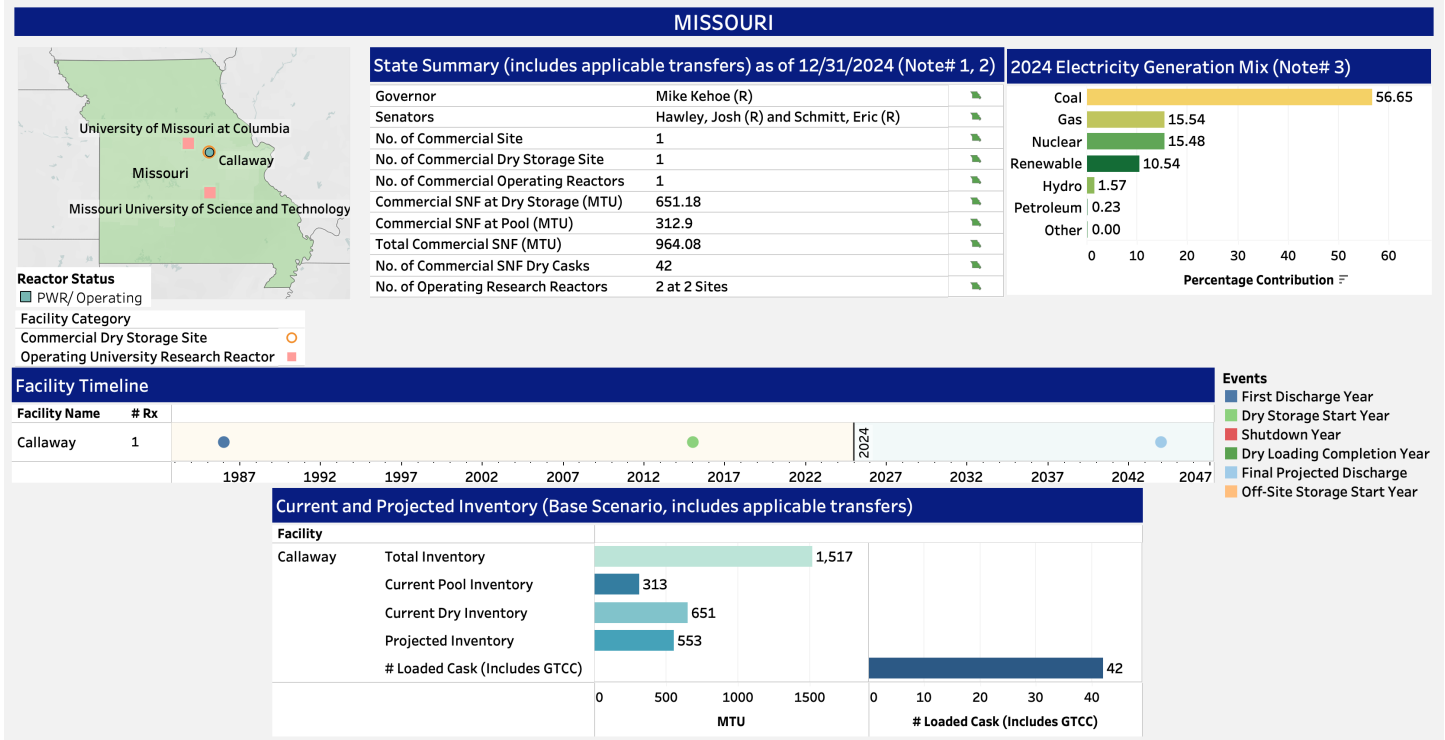 MISSOURI
University of Missouri at Columbia
Callaway
Missouri
Missouri University of Science and Technology
Reactor Status
PWR/ Operating
Facility Category
Commercial Dry Storage Site
Operating University Research Reactor
State Summary (includes applicable transfers) as of 12/31/2024 (Note# 1, 2)
Governor Mike Kehoe (R)
Senators Hawley, Josh (R) and Schmitt, Eric (R)
No. of Commercial Site 1
No. of Commercial Dry Storage Site 1
No. of Commercial Operating Reactors 1
Commercial SNF at Dry Storage (MTU) 651.18
Commercial SNF at Pool (MTU) 312.9
Total Commercial SNF (MTU) 964.08
No. of Commercial SNF Dry Casks 42
No. of Operating Research Reactors 2 at 2 Sites
2024 Electricity Generation Mix (Note# 3)
Coal 56.65
Gas 15.54
Nuclear 15.48
Renewable 10.54
Hydro 1.57
Petroleum 0.23
Other 0.00
0 10 20 30 40 50 60
Percentage Contribution
Facility Timeline
Facility Name # Rx
Callaway 1
2024
1987 1992 1997 2002 2007 2012 2017 2022 2027 2032 2037 2042 2047
Events
First Discharge Year
Dry Storage Start Year
Shutdown Year
Dry Loading Completion Year
Final Projected Discharge
Off-Site Storage Start Year
Current and Projected Inventory (Base Scenario, includes applicable transfers)
Facility
Callaway Total Inventory 1,517
Current Pool Inventory 313
Current Dry Inventory 651
Projected Inventory 553
# Loaded Cask (Includes GTCC) 42
0 500 1000 1500 0 10 20 30 40
MTU # Loaded Cask (Includes GTCC)